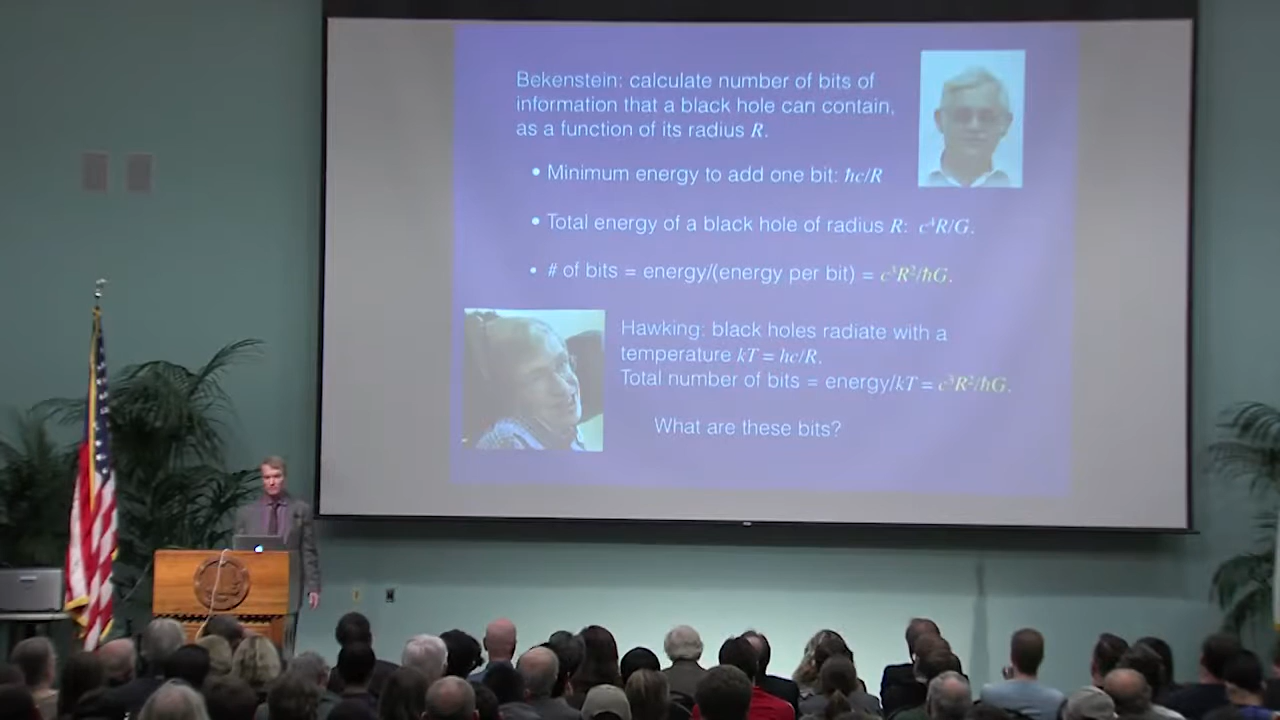 Bekenstein: calculate number of bits of
information that a black hole can contain,
as a function of its radius R.
• Minimum energy to add one bit: ħc/R
• Total energy of a black hole of radius R: c⁴R/G.
• # of bits = energy/(energy per bit) = c³R²/ħG.
Hawking: black holes radiate with a
temperature kT = hc/R.
Total number of bits = energy/kT = c³R²/ħG.
What are these bits?